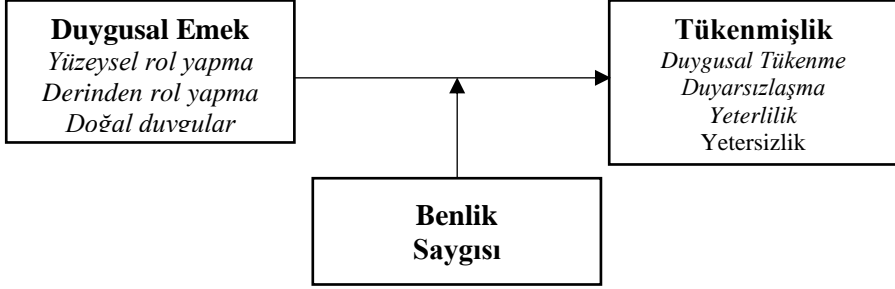 Duygusal Emek
Yüzeysel rol yapma
Derinden rol yapma
Doğal duygular
Tükenmişlik
Duygusal Tükenme
Duyarsızlaşma
Yeterlilik
Yetersizlik
Benlik
Saygısı